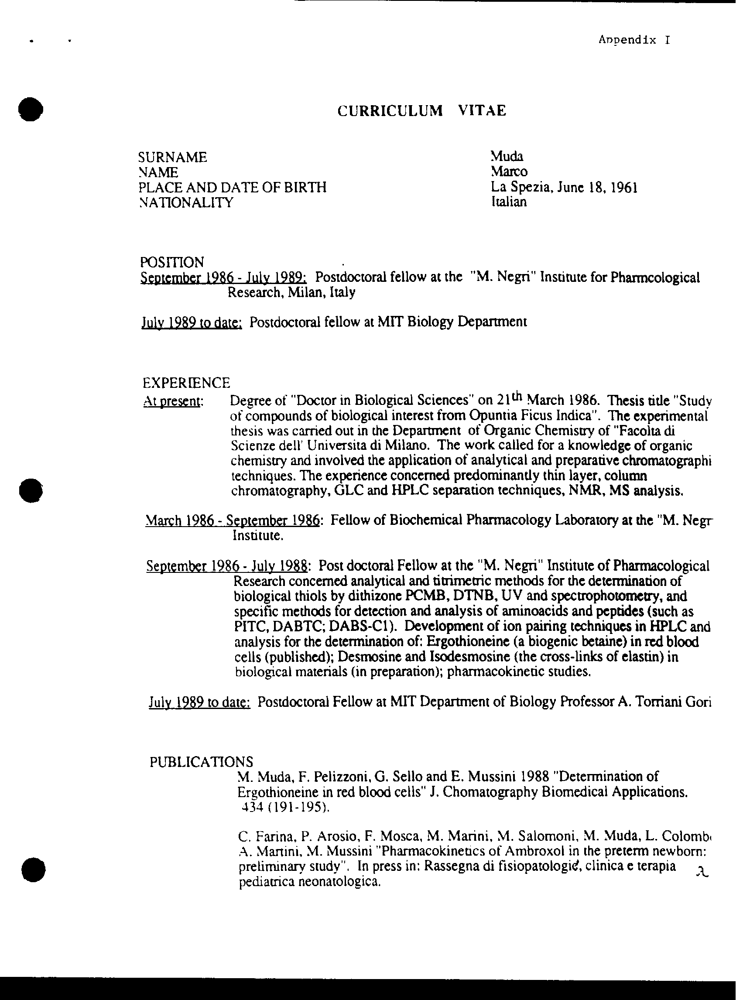 Appendix I
CURRICULUM VITAE
SURNAME Muda
NAME Marco
PLACE AND DATE OF BIRTH La Spezia, June 18, 1961
NATIONALITY Italian
POSITION
September 1986 - July 1989: Postdoctoral fellow at the "M. Negri" Institute for Pharmcological
Research, Milan, Italy
July 1989 to date: Postdoctoral fellow at MIT Biology Department
EXPERIENCE
At present: Degree of "Doctor in Biological Sciences" on 21th March 1986. Thesis title "Study
of compounds of biological interest from Opuntia Ficus Indica". The experimental
thesis was carried out in the Department of Organic Chemistry of "Facolta di
Scienze dell' Universita di Milano. The work called for a knowledge of organic
chemistry and involved the application of analytical and preparative chromatographi
techniques. The experience concerned predominantly thin layer, column
chromatography, GLC and HPLC separation techniques, NMR, MS analysis.
March 1986 - September 1986: Fellow of Biochemical Pharmacology Laboratory at the "M. Negr
Institute.
September 1986 - July 1988: Post doctoral Fellow at the "M. Negri" Institute of Pharmacological
Research concerned analytical and titrimetric methods for the determination of
biological thiols by dithizone PCMB, DTNB, UV and spectrophotometry, and
specific methods for detection and analysis of aminoacids and peptides (such as
PITC, DABTC; DABS-C1). Development of ion pairing techniques in HPLC and
analysis for the determination of: Ergothioneine (a biogenic betaine) in red blood
cells (published); Desmosine and Isodesmosine (the cross-links of elastin) in
biological materials (in preparation); pharmacokinetic studies.
July 1989 to date: Postdoctoral Fellow at MIT Department of Biology Professor A. Torriani Gori
PUBLICATIONS
M. Muda, F. Pelizzoni, G. Sello and E. Mussini 1988 "Determination of
Ergothioneine in red blood cells" J. Chomatography Biomedical Applications.
434 (191-195).
C. Farina, P. Arosio, F. Mosca, M. Marini, M. Salomoni, M. Muda, L. Colomb
A. Martini, M. Mussini "Pharmacokinetics of Ambroxol in the preterm newborn:
preliminary study". In press in: Rassegna di fisiopatologie, clinica e terapia
pediatrica neonatologica.